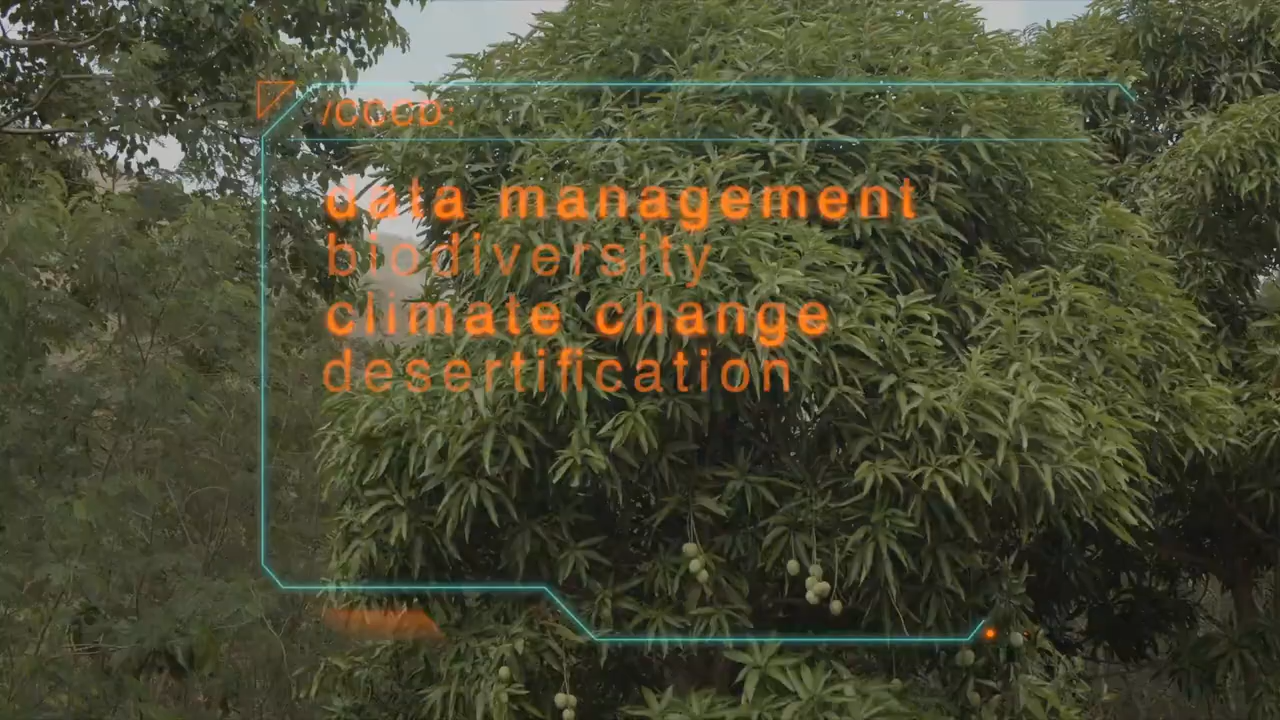 /CCCD:
data management
biodiversity
climate change
desertification